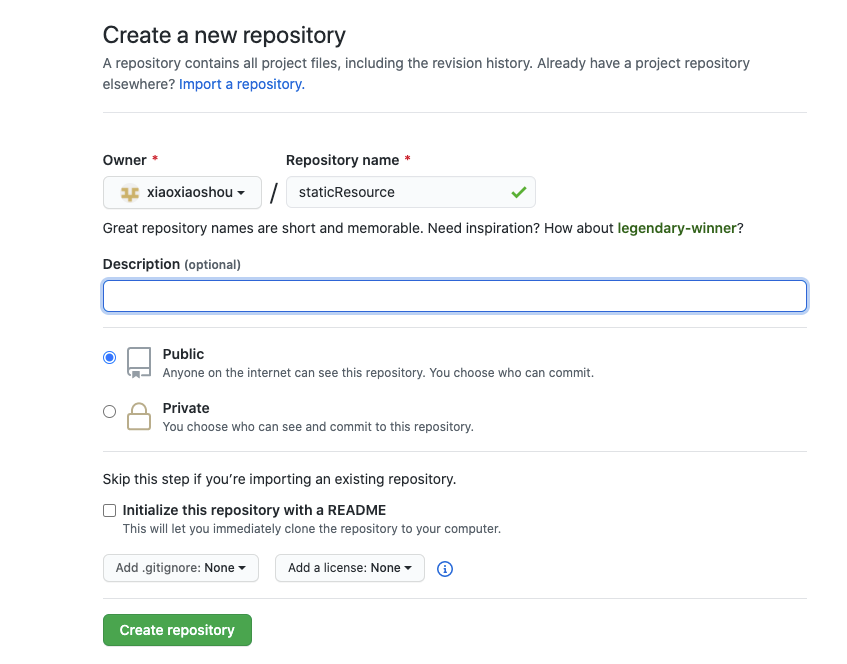 Create a new repository
A repository contains all project files, including the revision history. Already have a project repository
elsewhere? Import a repository.
Owner * Repository name *
xiaoxiaoshou / staticResource
Great repository names are short and memorable. Need inspiration? How about legendary-winner?
Description (optional)
Public
Anyone on the internet can see this repository. You choose who can commit.
Private
You choose who can see and commit to this repository.
Skip this step if you’re importing an existing repository.
Initialize this repository with a README
This will let you immediately clone the repository to your computer.
Add .gitignore: None Add a license: None
Create repository